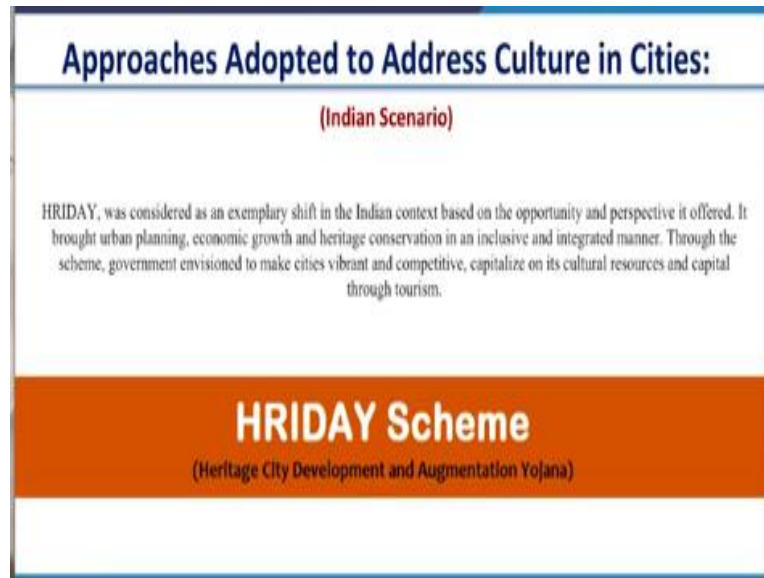 Approaches Adopted to Address Culture in Cities:
(Indian Scenario)
HRIDAY, was considered as an exemplary shift in the Indian context based on the opportunity and perspective it offered. It
brought urban planning, economic growth and heritage conservation in an inclusive and integrated manner. Through the
scheme, government envisioned to make cities vibrant and competitive, capitalize on its cultural resources and capital
through tourism.
HRIDAY Scheme
(Heritage City Development and Augmentation Yojana)